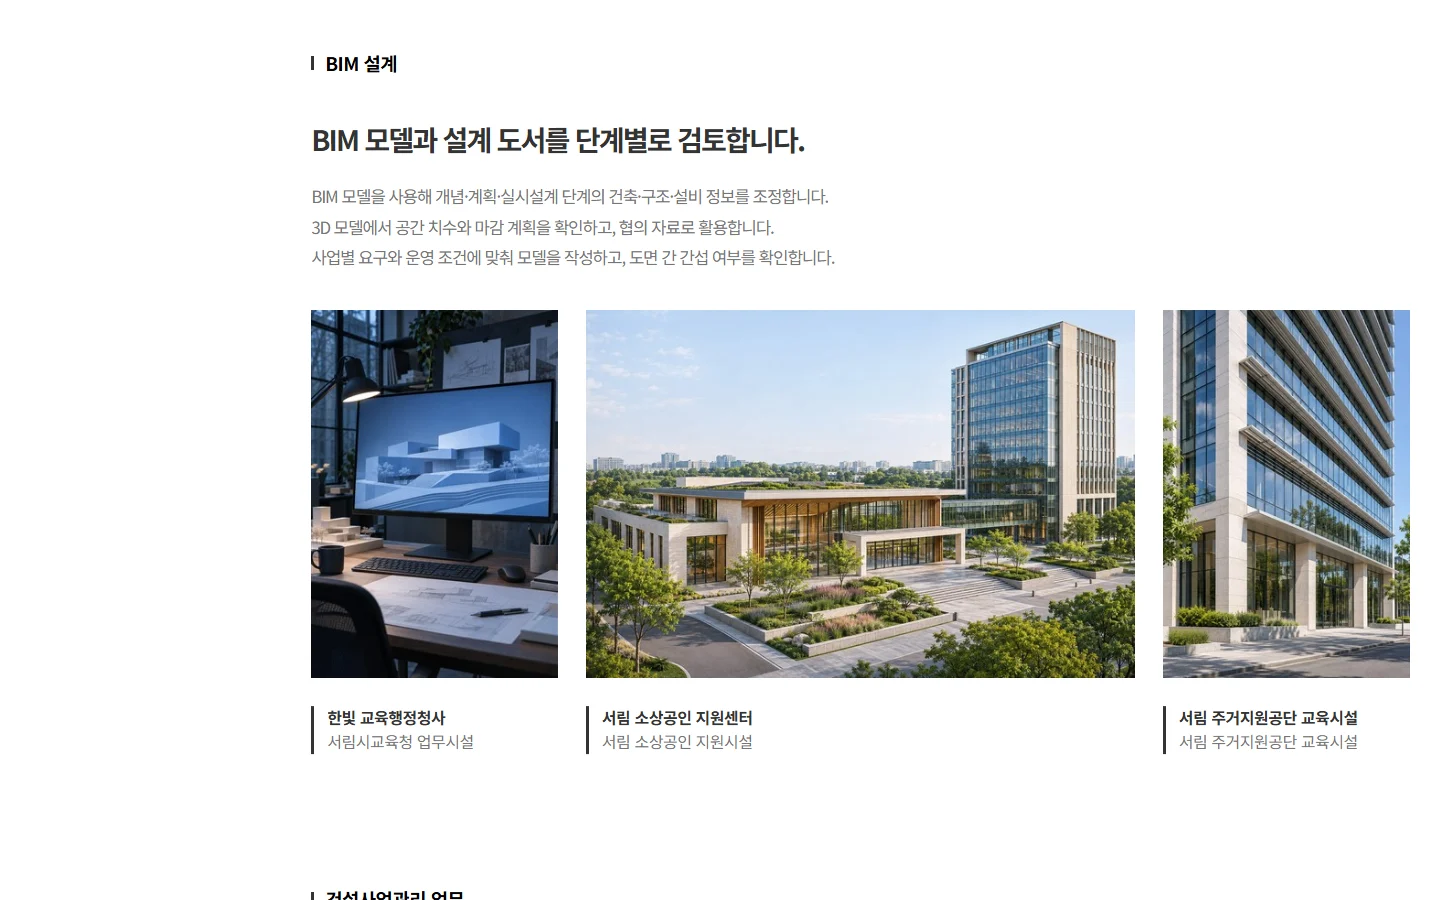 BIM 설계
BIM 모델과 설계 도서를 단계별로 검토합니다.
BIM 모델을 사용해 개념·계획·실시설계 단계의 건축·구조·설비 정보를 조정합니다.
3D 모델에서 공간 치수와 마감 계획을 확인하고, 협의 자료로 활용합니다.
사업별 요구와 운영 조건에 맞춰 모델을 작성하고, 도면 간 간섭 여부를 확인합니다.
한빛 교육행정청사
서림시교육청 업무시설
서림 소상공인 지원센터
서림 소상공인 지원시설
서림 주거지원공단 교육시설
서림 주거지원공단 교육시설
건설사업관리 업무